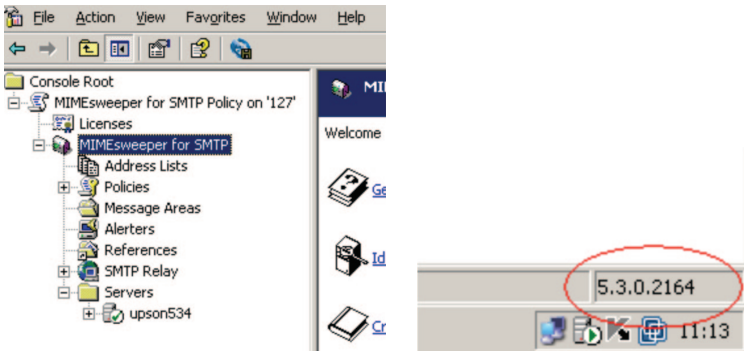 File Action View Favorites Window Help
Console Root
MIMEsweeper for SMTP Policy on '127'
Licenses
MIMEsweeper for SMTP
Address Lists
Policies
Message Areas
Alerters
References
SMTP Relay
Servers
upson534
MI
Welcome
Ge
Id
Cr
5.3.0.2164
11:13